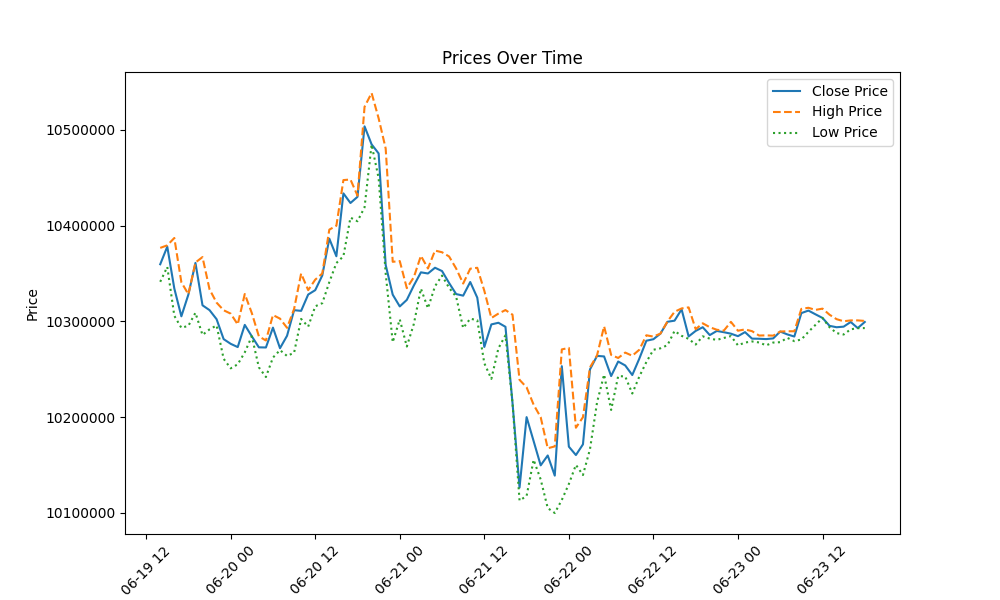 Prices Over Time
Close Price
High Price
Low Price
Price
10500000
10400000
10300000
10200000
10100000
06-19 12
06-20 00
06-20 12
06-21 00
06-21 12
06-22 00
06-22 12
06-23 00
06-23 12